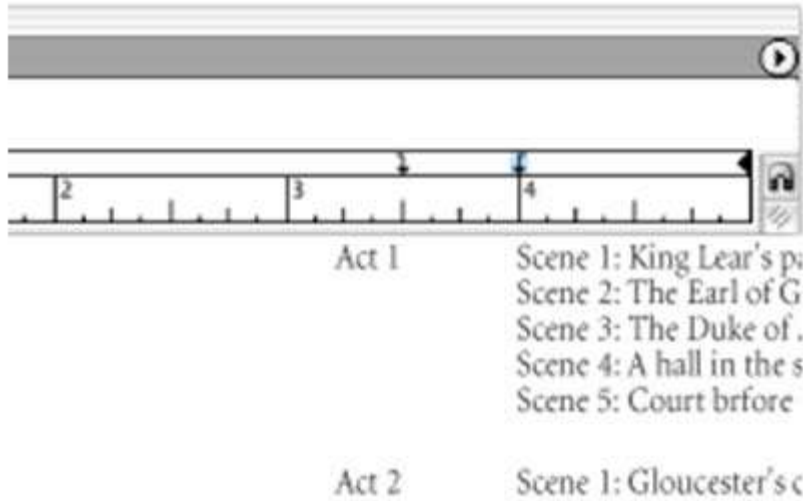 2 3 4
Act 1 Scene 1: King Lear's pa
Scene 2: The Earl of G
Scene 3: The Duke of
Scene 4: A hall in the s
Scene 5: Court brfore
Act 2 Scene 1: Gloucester's c